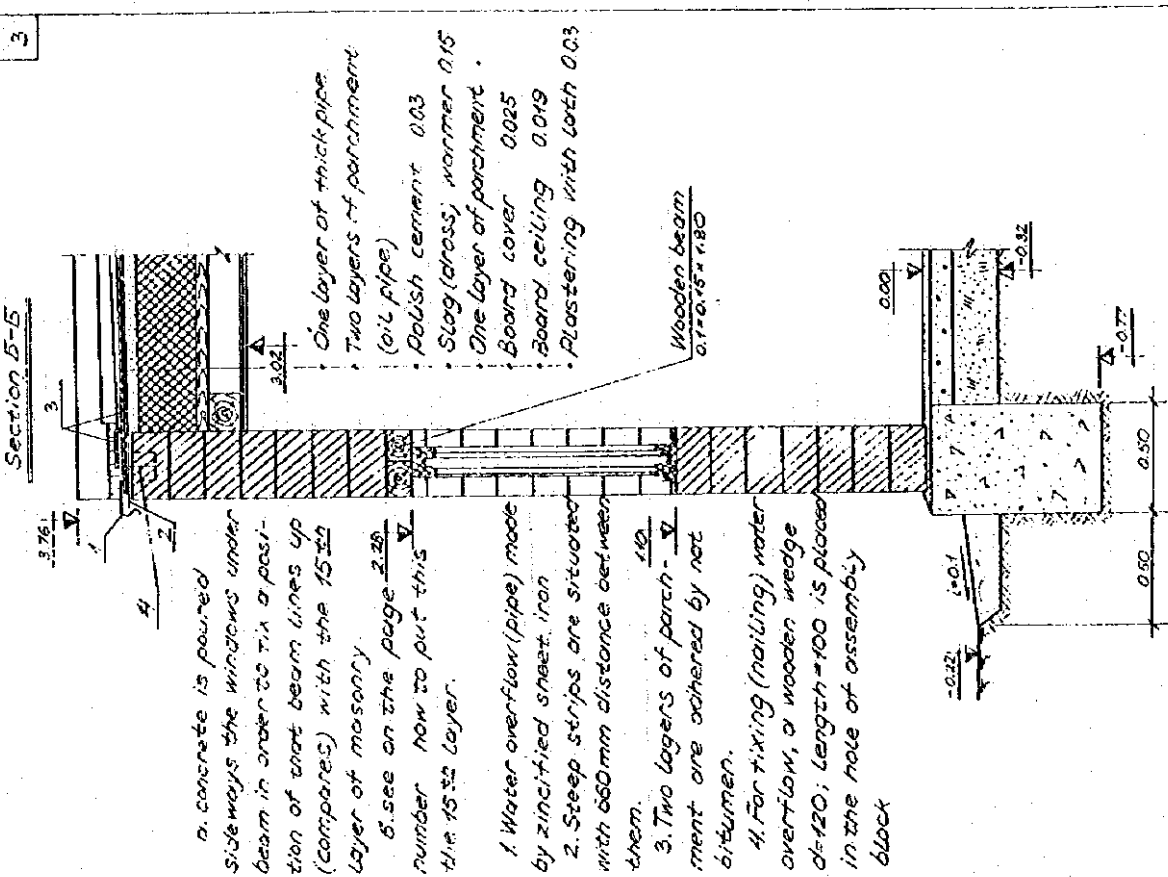 3
Section Б-Б
3.76
1
2
3
4
3.02
• One layer of thick pipe
• Two layers of parchment
(oil pipe)
• Polish cement 0.03
• Slag (dross) warmer 0.15
• One layer of parchment.
• Board cover 0.025
• Board ceiling 0.019
• Plastering with lath 0.03
Wooden beam
0.1×0.15×1.80
a. concrete is poured
sideways the windows under
beam in order to fix a posi-
tion of that beam lines up
(compares) with the 15th
layer of masonry
б. see on the page
number how to put this
the 15th layer.
2.28
1. Water overflow (pipe) made
by zincified sheet iron
2. Steep strips are situated
with 660mm distance between
them.
3. Two layers of parch-
ment are adhered by hot
bitumen.
4. For fixing (nailing) water
overflow, a wooden wedge
d=120; length=100 is placed
in the hole of assembly
block
1.10
0.00
-0.32
-0.77
i=0.1
-0.22
0.50
0.50